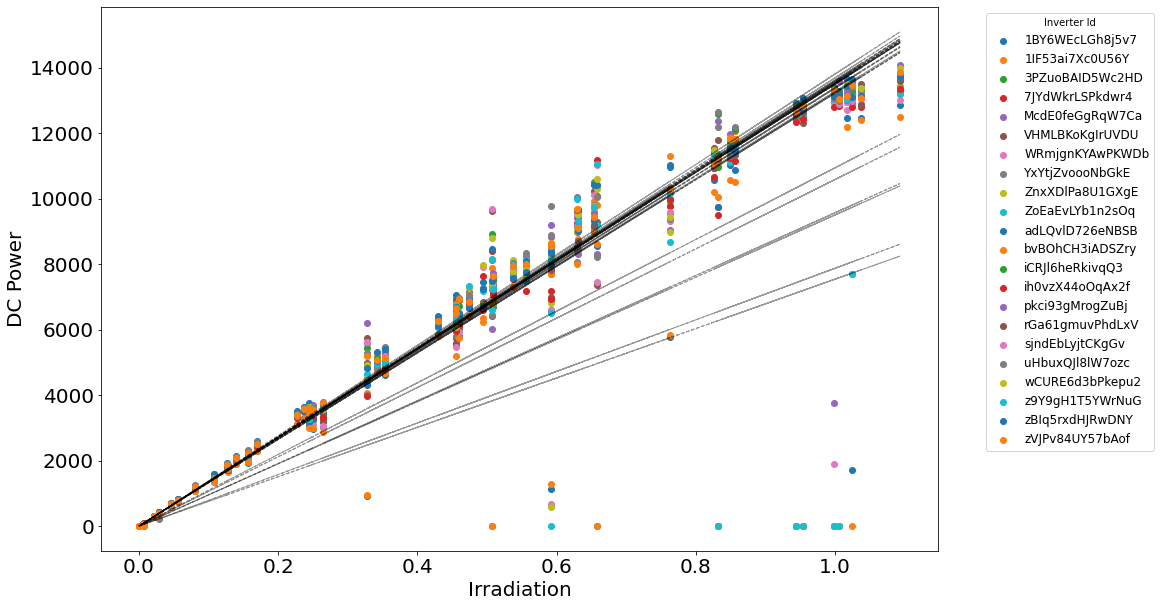 Inverter Id
1BY6WEcLGh8j5v7
1IF53ai7Xc0U56Y
3PZuoBAID5Wc2HD
7JYdWkrLSPkdwr4
McdE0feGgRqW7Ca
VHMLBKoKgIrUVDU
WRmjgnKYAwPKWDb
YxYtjZvoooNbGkE
ZnxXDlPa8U1GXgE
ZoEaEvLYb1n2sOq
adLQvlD726eNBSB
bvBOhCH3iADSZry
iCRJl6heRkivqQ3
ih0vzX44oOqAx2f
pkci93gMrogZuBj
rGa61gmuvPhdLxV
sjndEbLyjtCKgGv
uHbuxQJl8lW7ozc
wCURE6d3bPkepu2
z9Y9gH1T5YWrNuG
zBIq5rxdHJRwDNY
zVJPv84UY57bAof
DC Power
14000
12000
10000
8000
6000
4000
2000
0
0.0 0.2 0.4 0.6 0.8 1.0
Irradiation